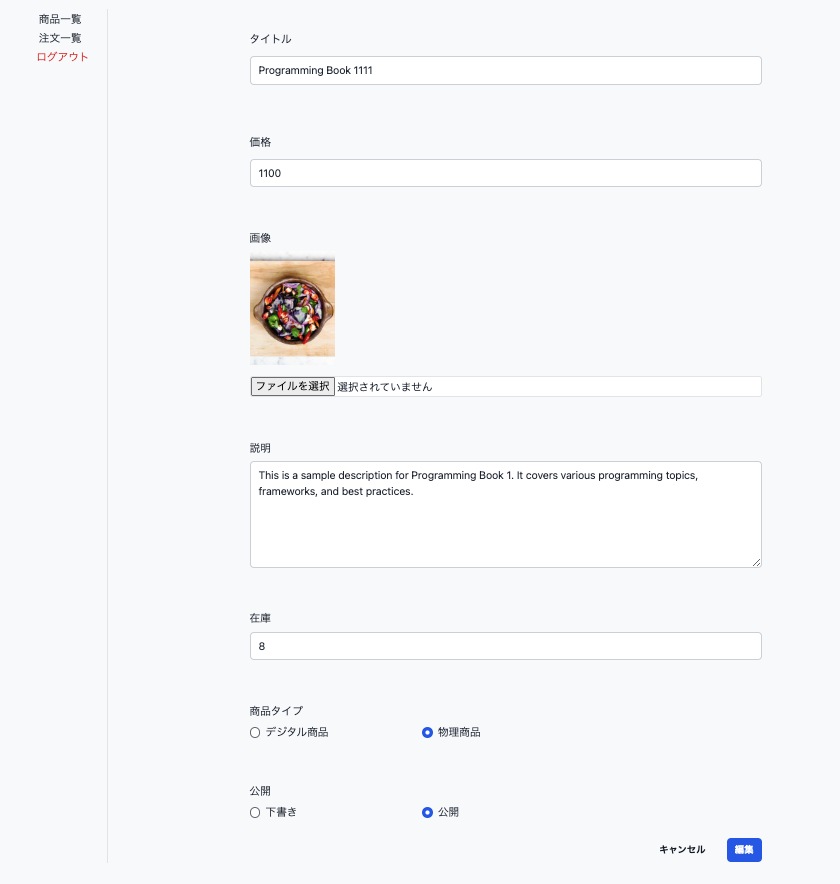 商品一覧
注文一覧
ログアウト
タイトル
Programming Book 1111
価格
1100
画像
ファイルを選択 選択されていません
説明
This is a sample description for Programming Book 1. It covers various programming topics,
frameworks, and best practices.
在庫
8
商品タイプ
デジタル商品 物理商品
公開
下書き 公開
キャンセル 編集